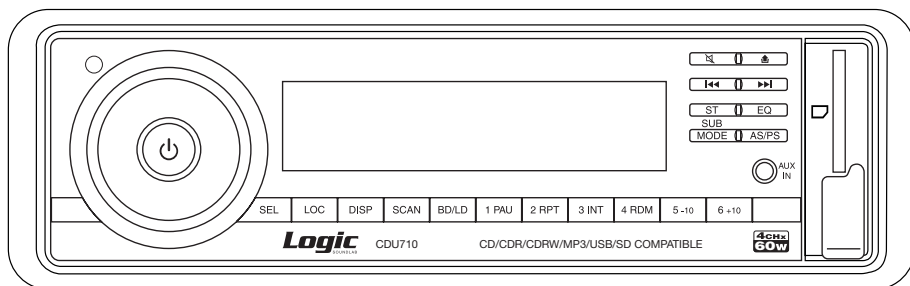 ST EQ
SUB
MODE AS/PS
AUX
IN
SEL LOC DISP SCAN BD/LD 1 PAU 2 RPT 3 INT 4 RDM 5 -10 6 +10
Logic CDU710 CD/CDR/CDRW/MP3/USB/SD COMPATIBLE 4CHx
SOUNDLAB 60W